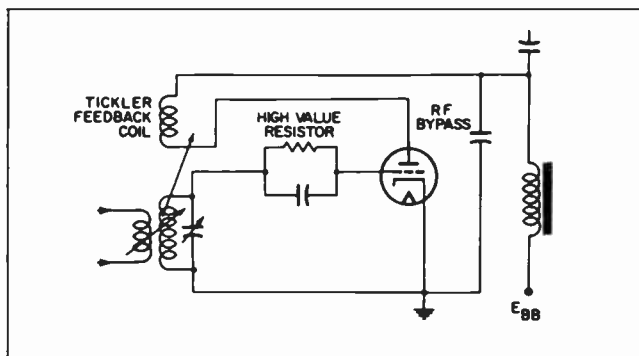 TICKLER
FEEDBACK
COIL
HIGH VALUE
RESISTOR
RF
BYPASS
EBB